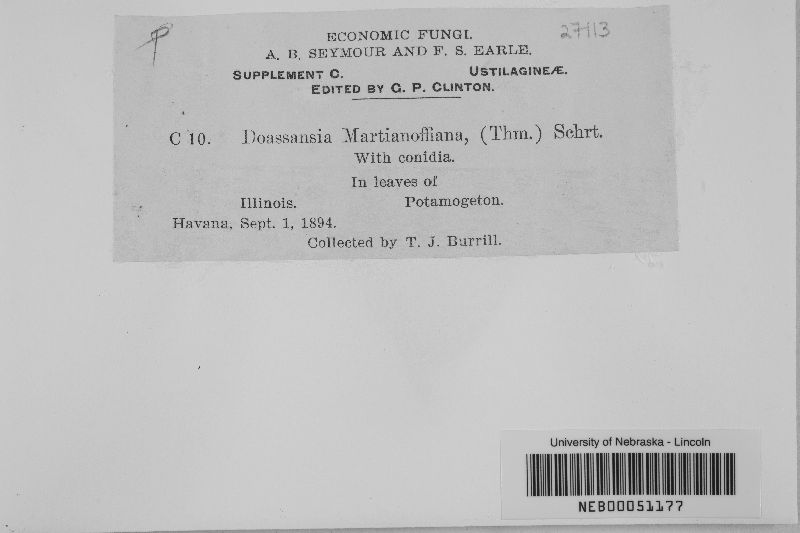 27113
ECONOMIC FUNGI.
A. B. SEYMOUR AND F. S. EARLE.
SUPPLEMENT C. USTILAGINEÆ.
EDITED BY G. P. CLINTON.
C 10. Doassansia Martianoffiana, (Thm.) Schrt.
With conidia.
In leaves of
Illinois. Potamogeton.
Havana, Sept. 1, 1894.
Collected by T. J. Burrill.
University of Nebraska - Lincoln
NEB00051177